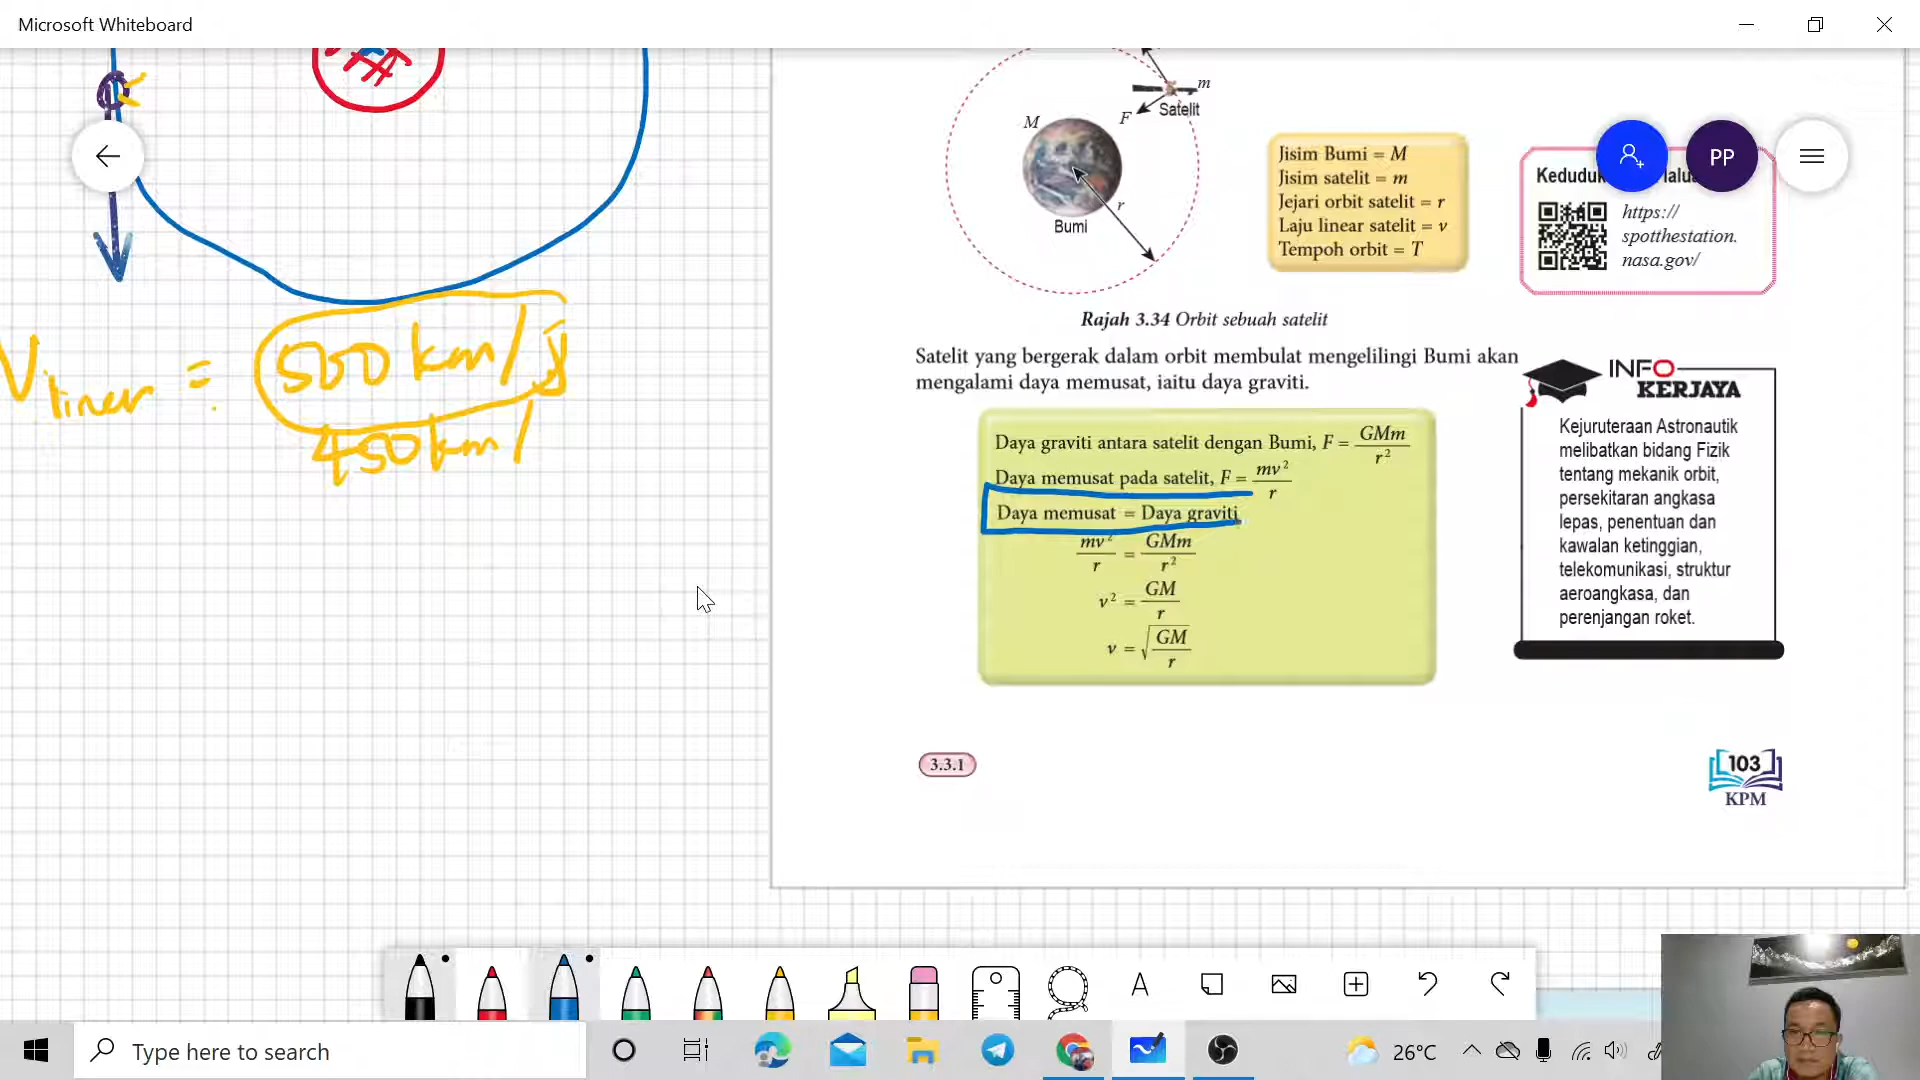 Microsoft Whiteboard
V liner = 500 km/j
450 km/
m
Satelit
F
M
r
Bumi
Jisim Bumi = M
Jisim satelit = m
Jejari orbit satelit = r
Laju linear satelit = v
Tempoh orbit = T
PP
https://
spotthestation.
nasa.gov/
Rajah 3.34 Orbit sebuah satelit
Satelit yang bergerak dalam orbit membulat mengelilingi Bumi akan
mengalami daya memusat, iaitu daya graviti.
Daya graviti antara satelit dengan Bumi, F = GMm/r²
Daya memusat pada satelit, F = mv²/r
Daya memusat = Daya graviti
mv²/r = GMm/r²
v² = GM/r
v = √(GM/r)
INFO
KERJAYA
Kejuruteraan Astronautik
melibatkan bidang Fizik
tentang mekanik orbit,
persekitaran angkasa
lepas, penentuan dan
kawalan ketinggian,
telekomunikasi, struktur
aeroangkasa, dan
perenjangan roket.
3.3.1
103
KPM
A
Type here to search
26°C